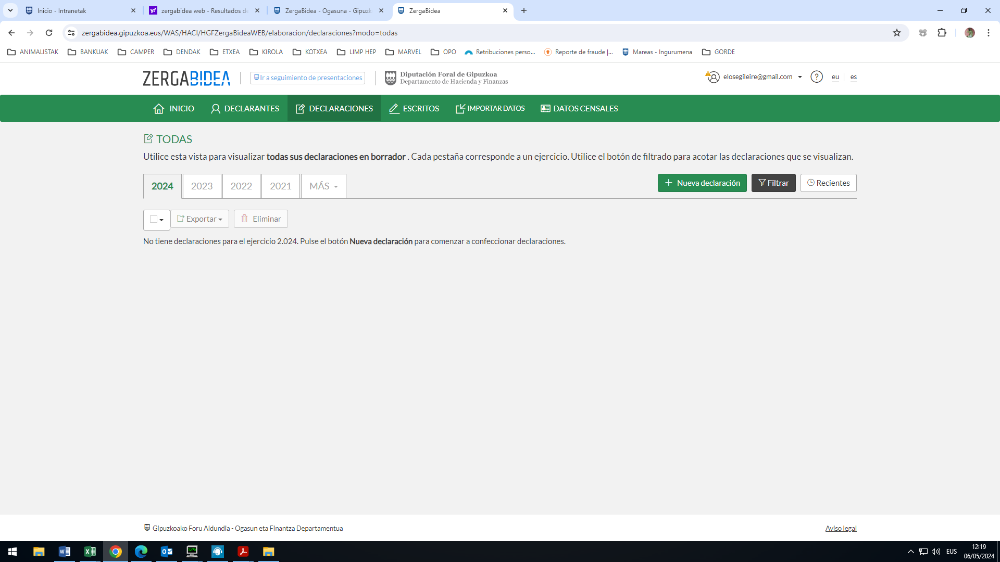 Inicio - Intranetak
zergabidea web - Resultados de
ZergaBidea - Ogasuna - Gipuzk
ZergaBidea
zergabidea.gipuzkoa.eus/WAS/HACI/HGFZergaBideaWEB/elaboracion/declaraciones?modo=todas
ANIMALISTAK BANKUAK CAMPER DENDAK ETXEA KIROLA KOTXEA LIMP HEP MARVEL OPO Retribuciones perso... Reporte de fraude |... Mareas - Ingurumena GORDE
ZERGABIDEA
Ir a seguimiento de presentaciones
Diputación Foral de Gipuzkoa
Departamento de Hacienda y Finanzas
elosegileire@gmail.com
?
eu
es
INICIO DECLARANTES DECLARACIONES ESCRITOS IMPORTAR DATOS DATOS CENSALES
TODAS
Utilice esta vista para visualizar todas sus declaraciones en borrador . Cada pestaña corresponde a un ejercicio. Utilice el botón de filtrado para acotar las declaraciones que se visualizan.
2024 2023 2022 2021 MÁS
+ Nueva declaración
Filtrar
Recientes
Exportar
Eliminar
No tiene declaraciones para el ejercicio 2.024. Pulse el botón Nueva declaración para comenzar a confeccionar declaraciones.
Gipuzkoako Foru Aldundia - Ogasun eta Finantza Departamentua
Aviso legal
3270
EUS
12:19
06/05/2024